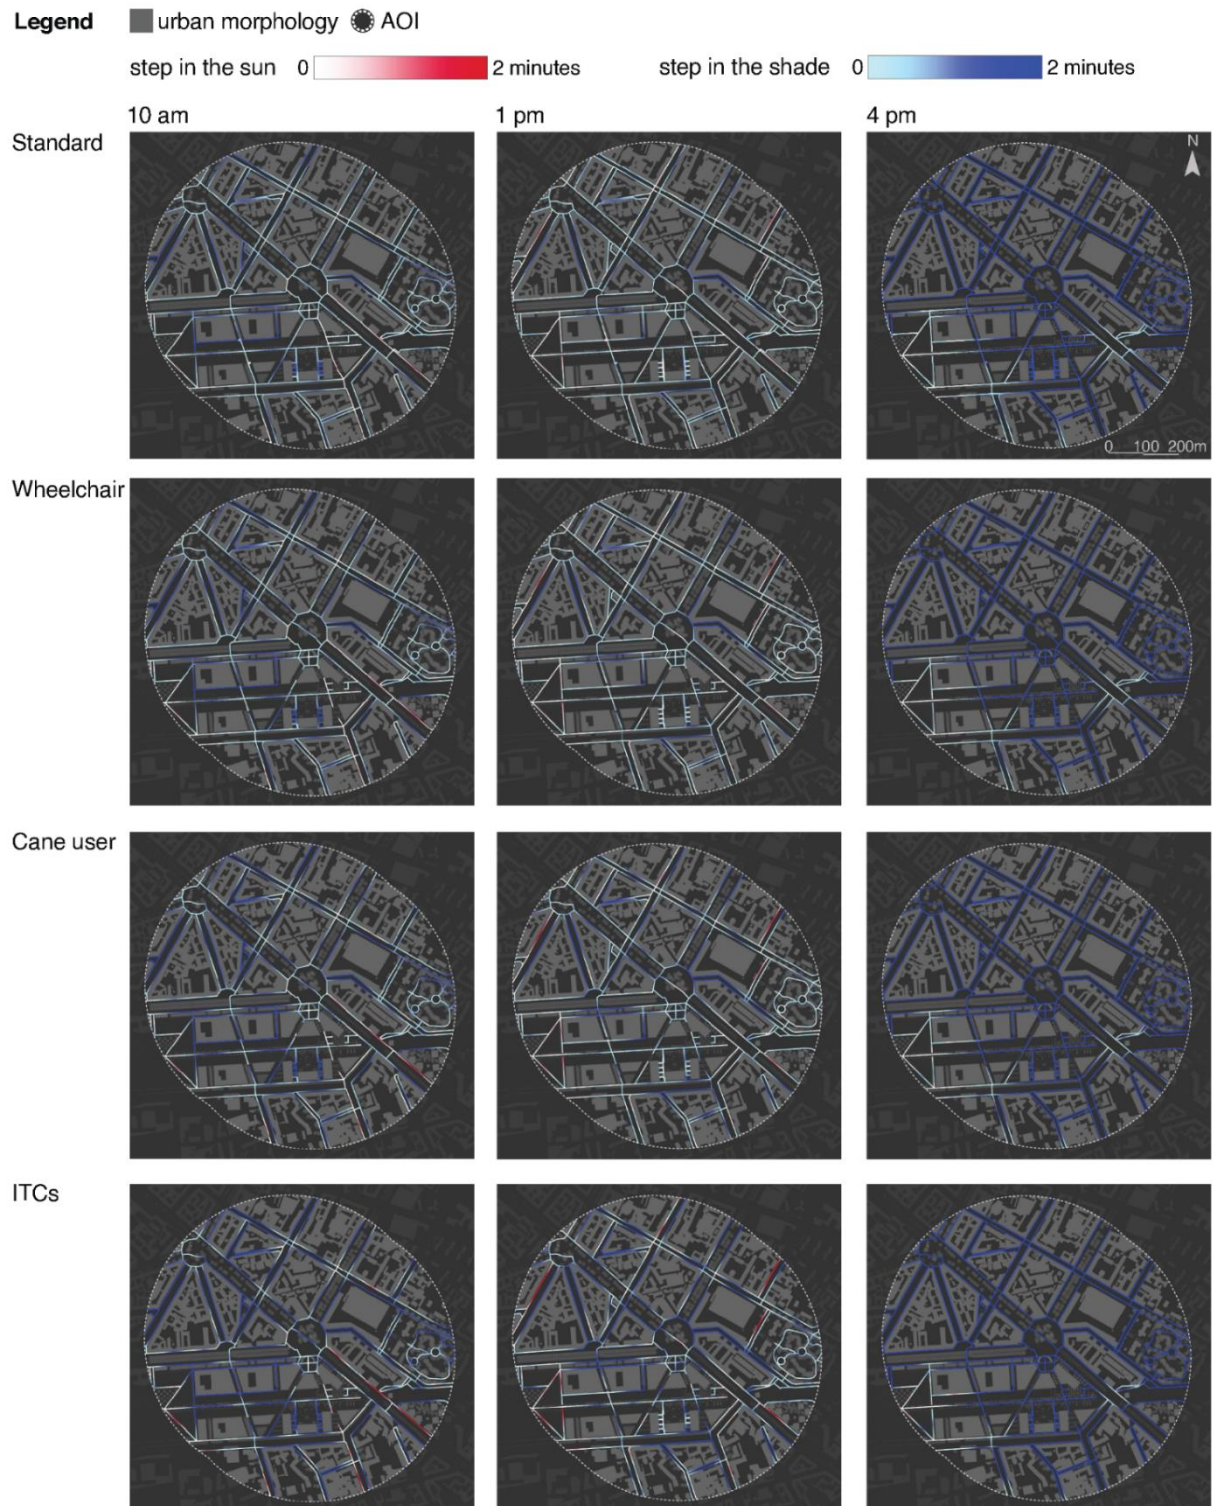 Legend urban morphology AOI
step in the sun 0 2 minutes step in the shade 0 2 minutes
10 am 1 pm 4 pm
Standard
N
0 100 200m
Wheelchair
Cane user
ITCs